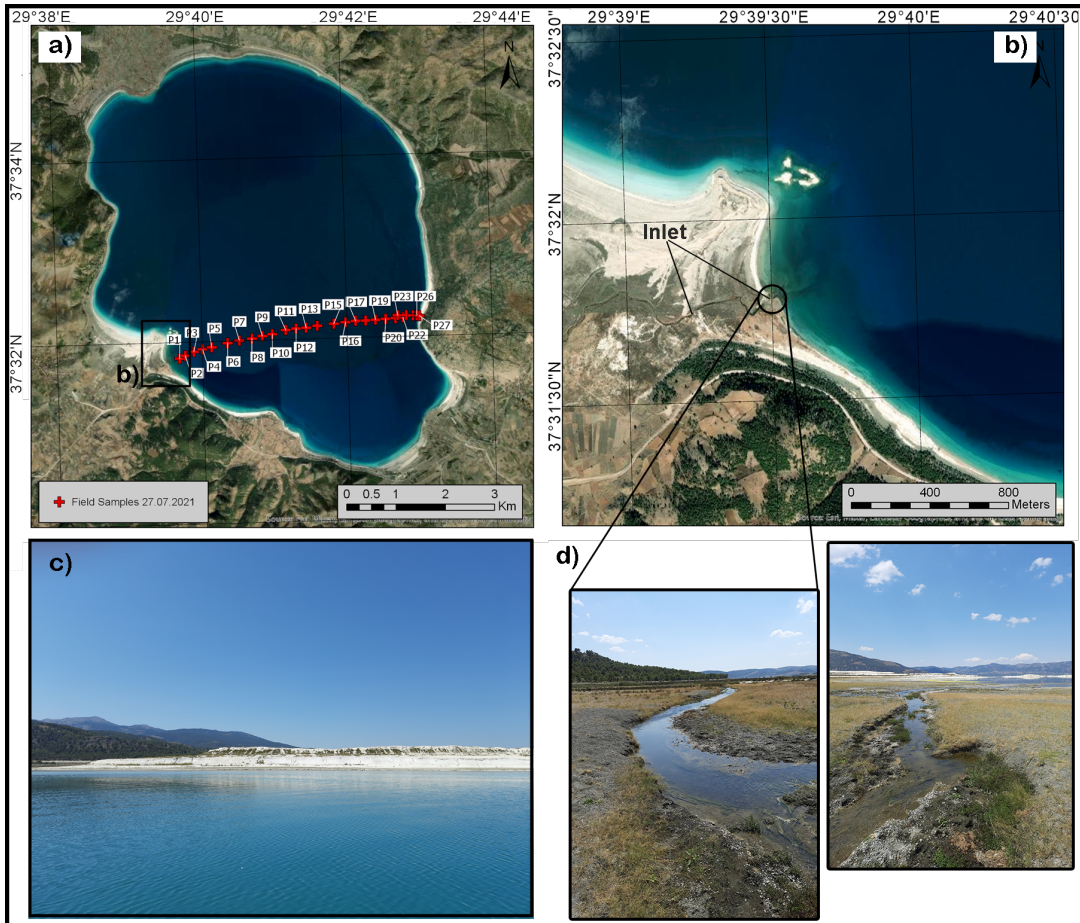 29°38'E
29°40'E
29°42'E
29°44'E
a)
N
37°34'N
37°32'N
P1
P3
P5
P7
P9
P11
P13
P15
P17
P19
P23
P26
P2
P4
P6
P8
P10
P12
P16
P20
P22
P27
b)
Field Samples 27.07.2021
0 0.5 1 2 3
Km
29°39'E
29°39'30"E
29°40'E
29°40'30"E
b)
N
37°32'30"
37°32'N
37°31'30"N
Inlet
0 400 800
Meters
c)
d)